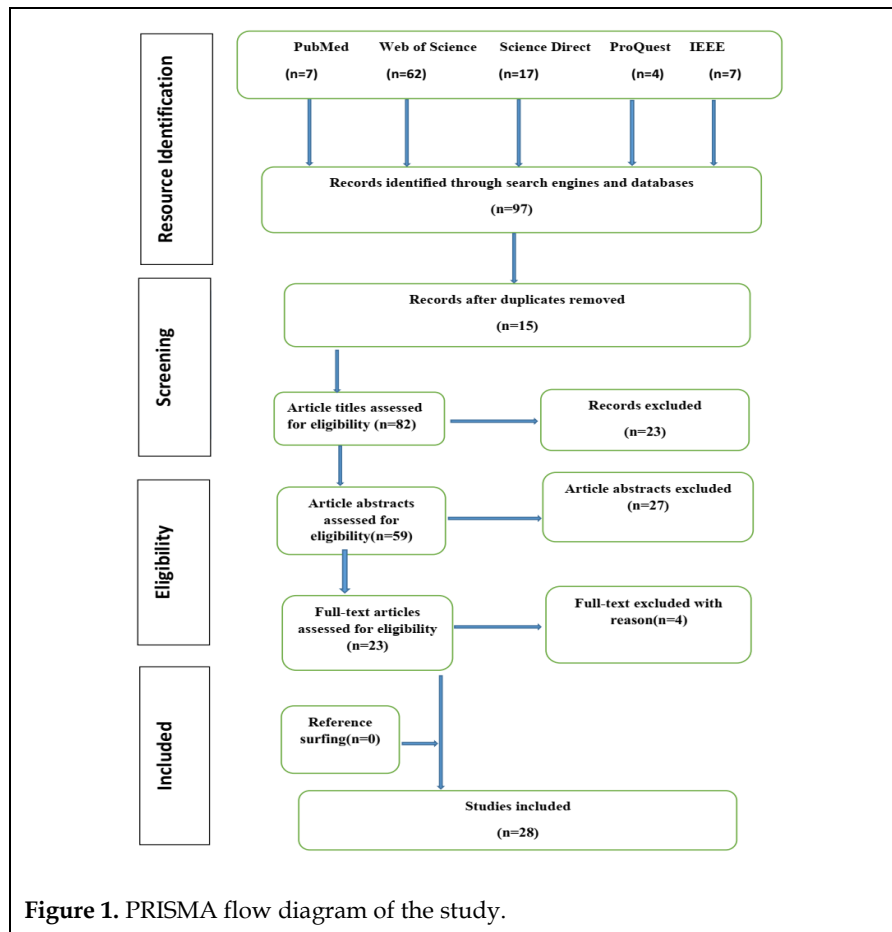 PubMed Web of Science Science Direct ProQuest IEEE
(n=7) (n=62) (n=17) (n=4) (n=7)
Resource Identification
Records identified through search engines and databases
(n=97)
Screening
Records after duplicates removed
(n=15)
Article titles assessed
for eligibility (n=82)
Records excluded
(n=23)
Eligibility
Article abstracts
assessed for
eligibility(n=59)
Article abstracts excluded
(n=27)
Full-text articles
assessed for eligibility
(n=23)
Full-text excluded with
reason(n=4)
Included
Reference
surfing(n=0)
Studies included
(n=28)
Figure 1. PRISMA flow diagram of the study.